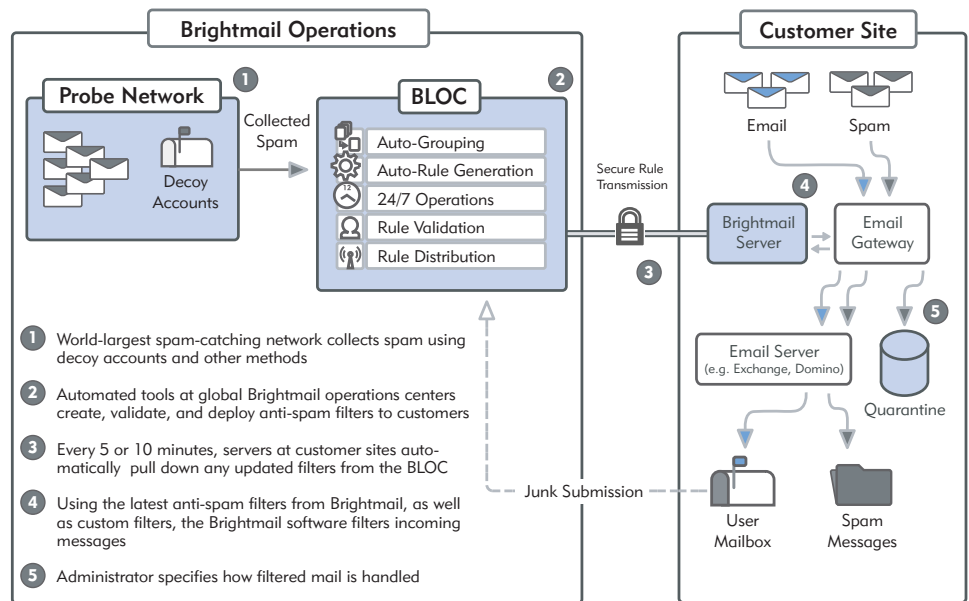 Brightmail Operations
Customer Site
Probe Network
1
Decoy
Accounts
Collected
Spam
BLOC
2
Auto-Grouping
Auto-Rule Generation
12
24/7 Operations
Rule Validation
Rule Distribution
Secure Rule
Transmission
3
Email
Spam
4
Brightmail
Server
Email
Gateway
Email Server
(e.g. Exchange, Domino)
5
Quarantine
Junk Submission
User
Mailbox
Spam
Messages
1 World-largest spam-catching network collects spam using
decoy accounts and other methods
2 Automated tools at global Brightmail operations centers
create, validate, and deploy anti-spam filters to customers
3 Every 5 or 10 minutes, servers at customer sites auto-
matically pull down any updated filters from the BLOC
4 Using the latest anti-spam filters from Brightmail, as well
as custom filters, the Brightmail software filters incoming
messages
5 Administrator specifies how filtered mail is handled